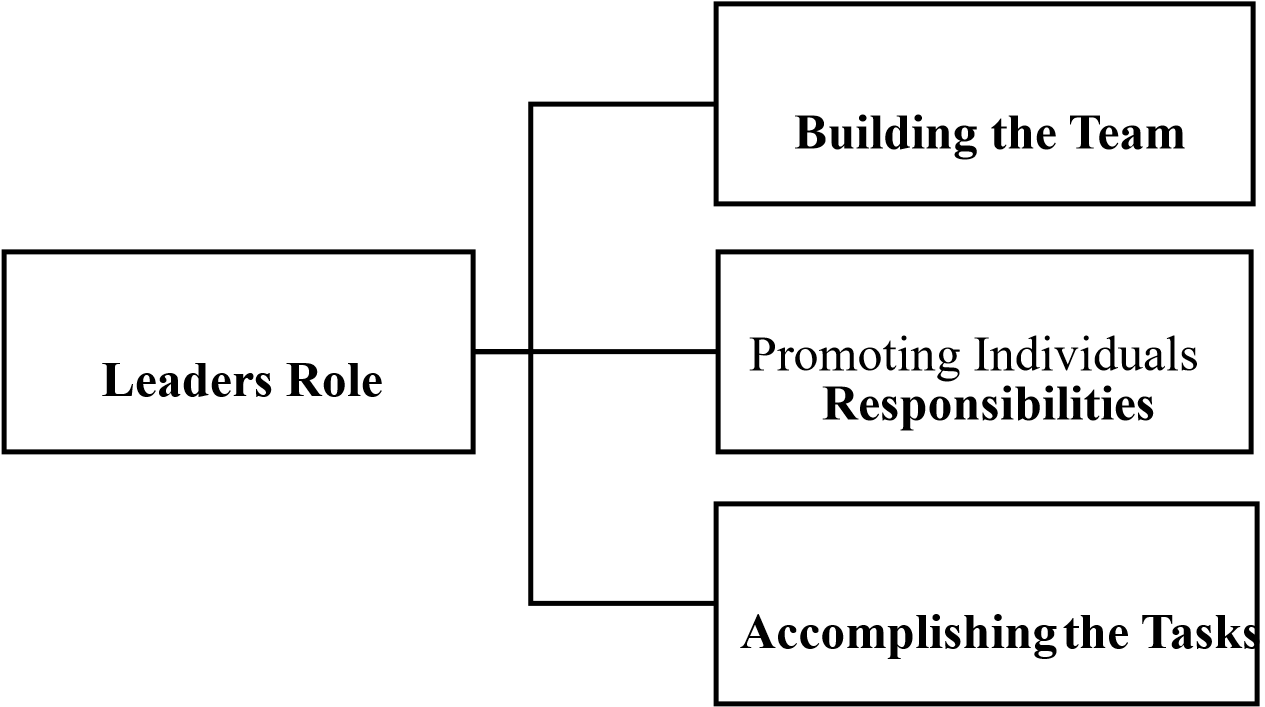 Building the Team
Leaders Role
Promoting Individuals
Responsibilities
Accomplishing the Tasks